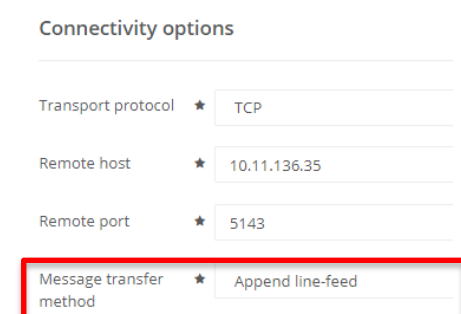 Connectivity options
Transport protocol ★ TCP
Remote host ★ 10.11.136.35
Remote port ★ 5143
Message transfer method ★ Append line-feed